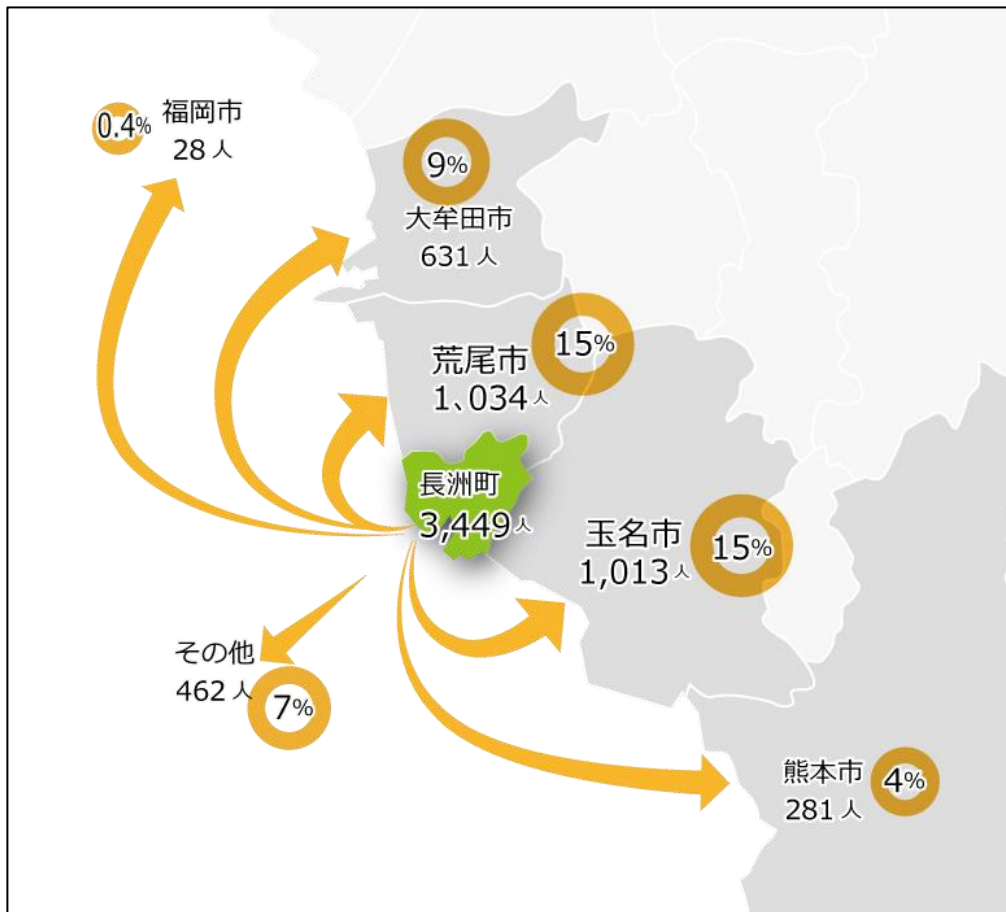 福岡市
0.4%
28 人
9%
大牟田市
631 人
15%
荒尾市
1、034 人
長洲町
3,449 人
玉名市
15%
1,013 人
その他
462 人
7%
熊本市
4%
281 人